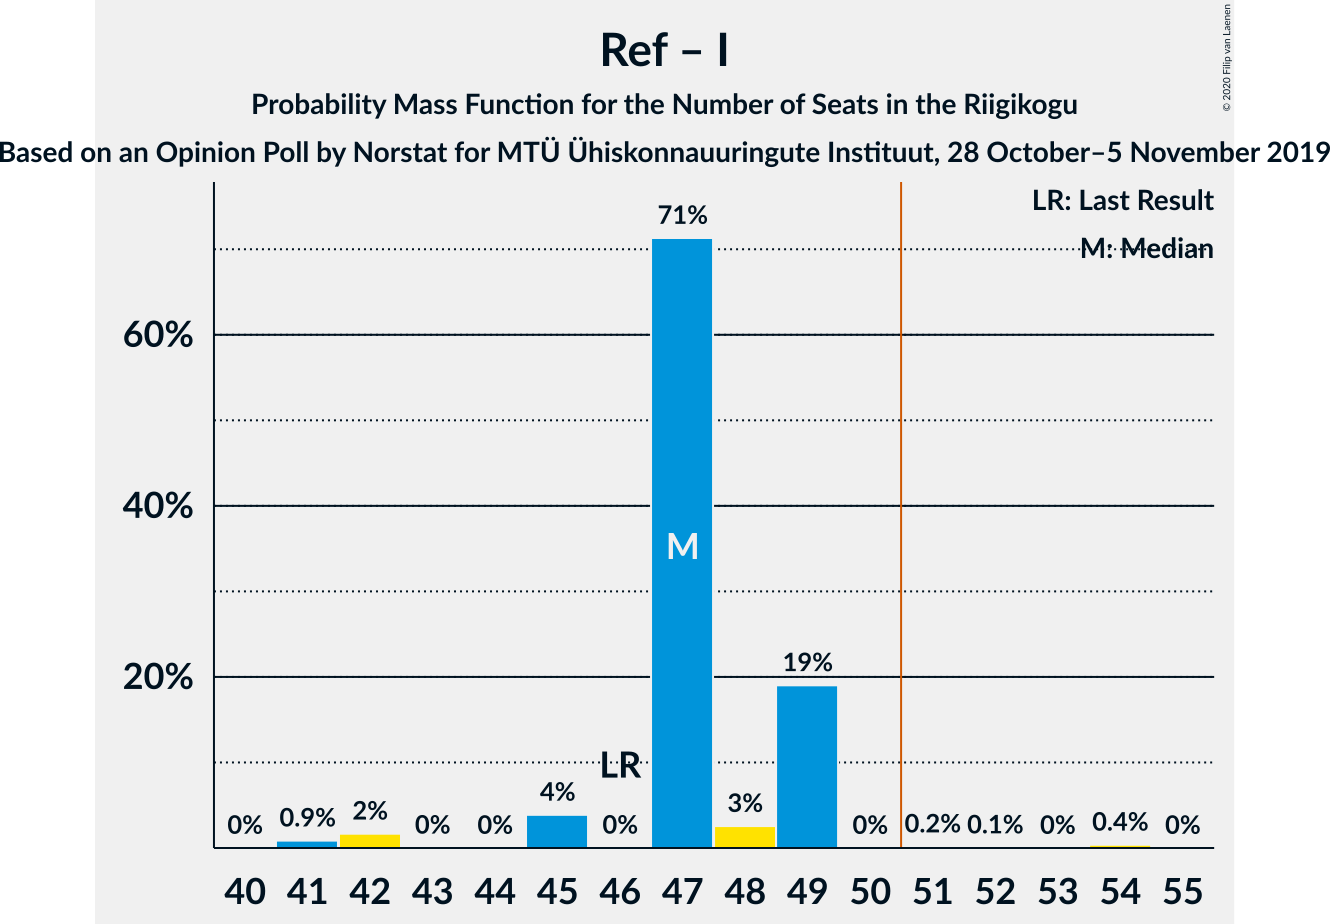 Ref – I
Probability Mass Function for the Number of Seats in the Riigikogu
Based on an Opinion Poll by Norstat for MTÜ Ühiskonnauuringute Instituut, 28 October–5 November 2019
© 2020 Filip van Laenen
LR: Last Result
M: Median
60%
40%
20%
0%
0.9%
2%
0%
0%
4%
LR
0%
71%
M
3%
19%
0%
0.2%
0.1%
0%
0.4%
0%
40 41 42 43 44 45 46 47 48 49 50 51 52 53 54 55